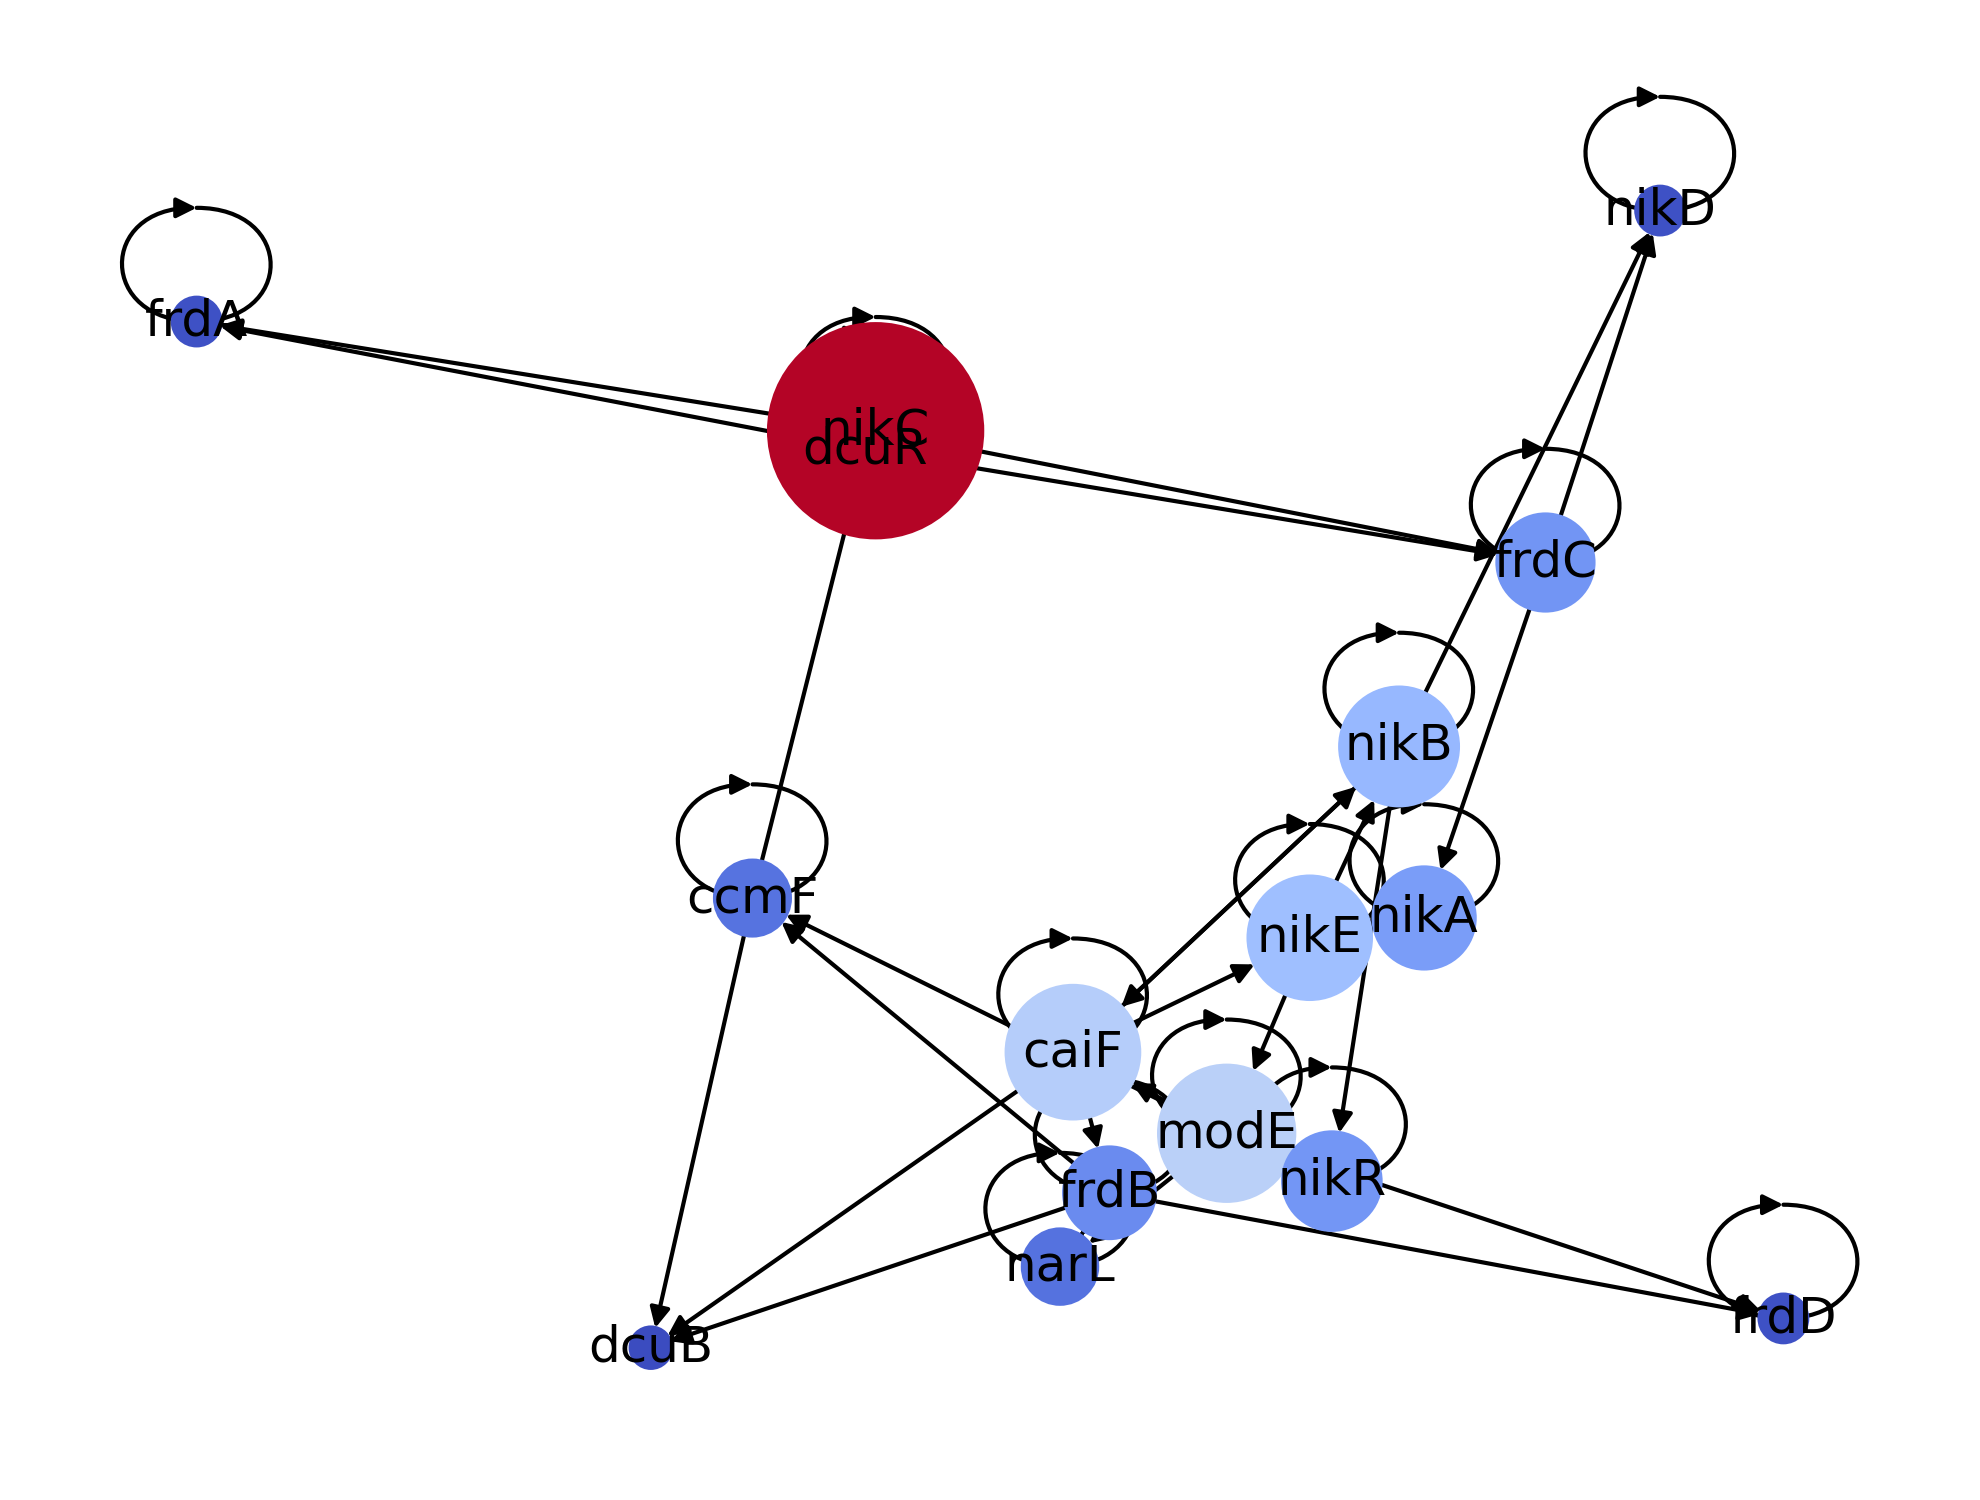 nikD
frdA
nikC
dcuR
frdC
nikB
ccmF
nikA
nikE
caiF
modE
nikR
frdB
narL
frdD
dcuB